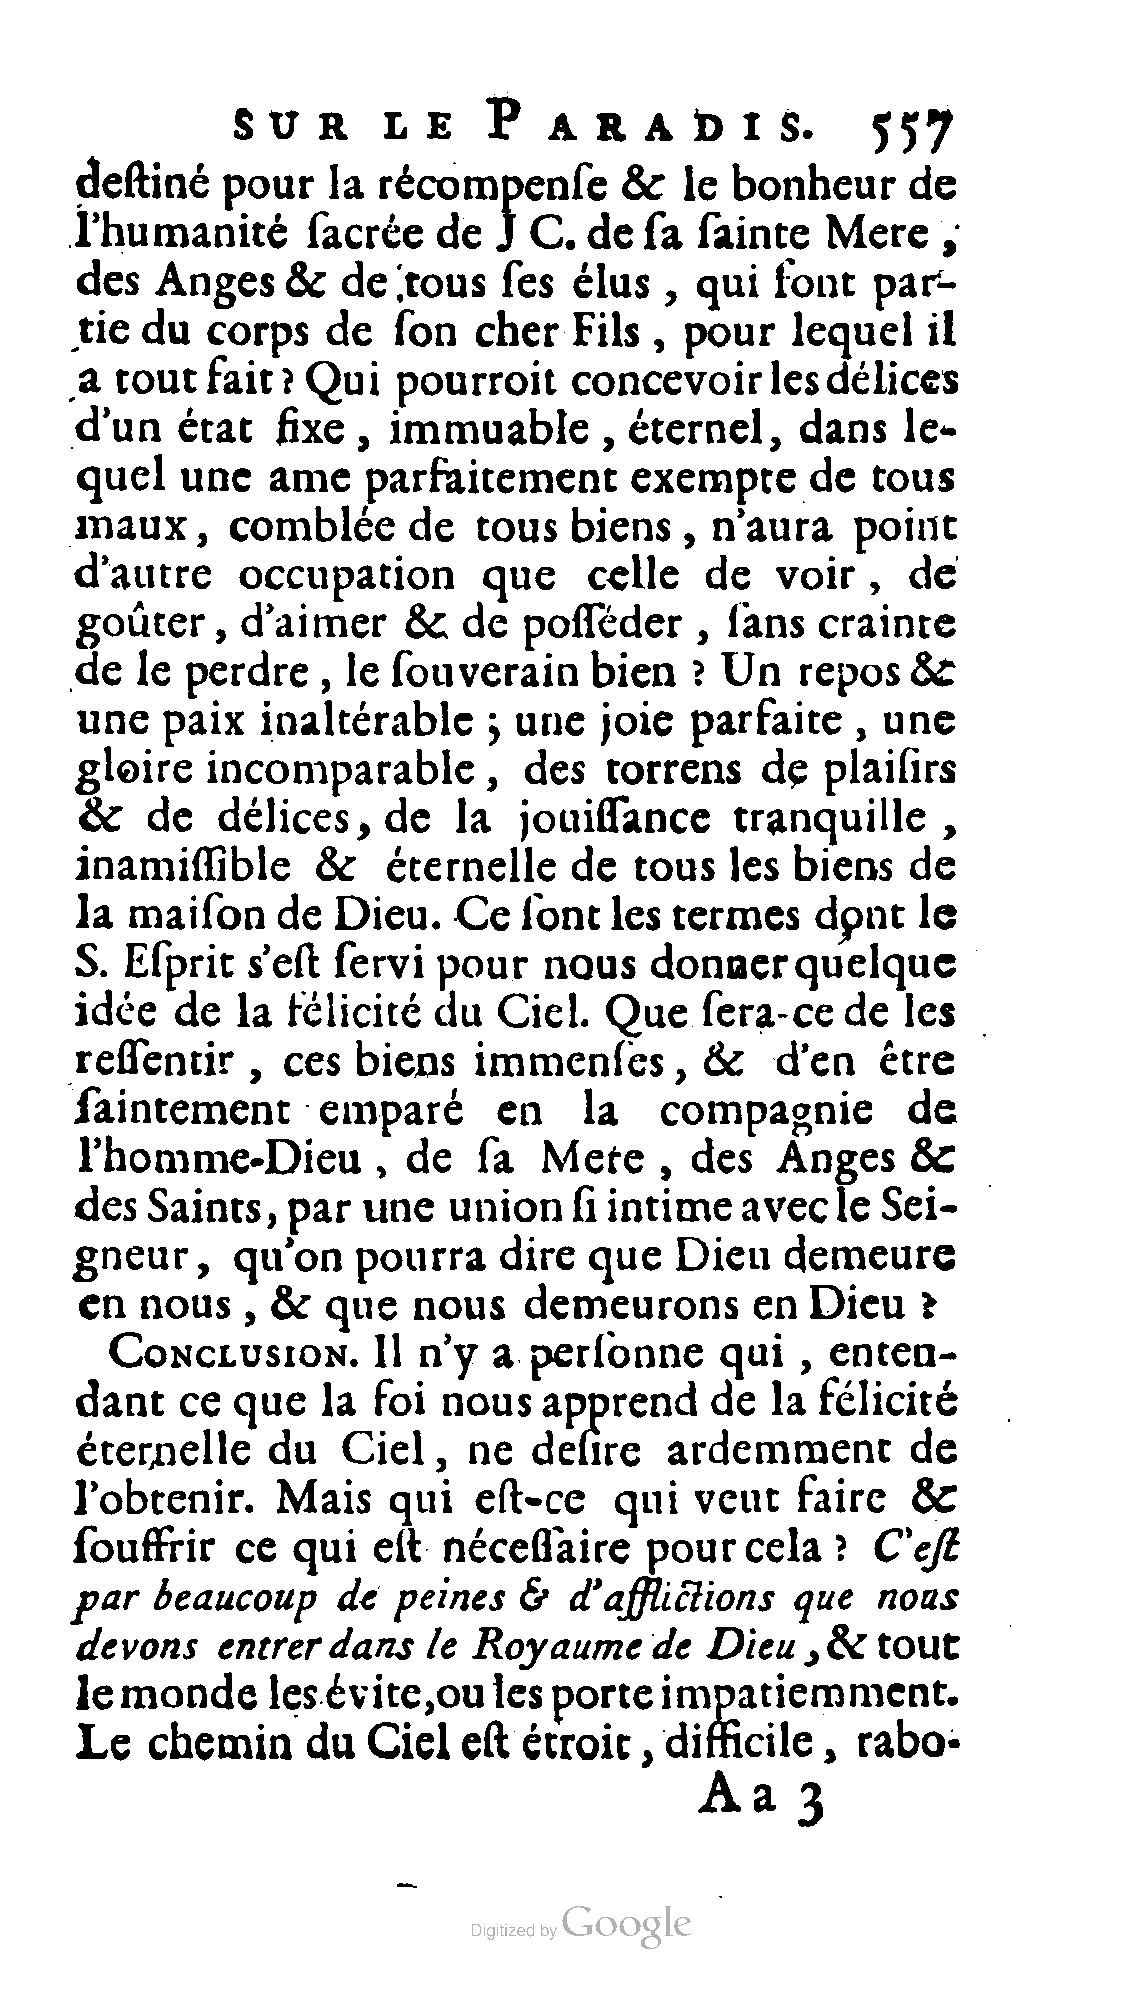 SUR LE PARADIS. 557
deſtiné pour la récompenſe & le bonheur de
l'humanité ſacrée de J C. de ſa ſainte Mere,
des Anges & de tous ſes élus, qui ſont par-
tie du corps de ſon cher Fils, pour lequel il
a tout fait? Qui pourroit concevoir les délices
d'un état fixe, immuable, éternel, dans le-
quel une ame parfaitement exempte de tous
maux, comblée de tous biens, n'aura point
d'autre occupation que celle de voir, de
goûter, d'aimer & de poſſéder, ſans crainte
de le perdre, le ſouverain bien? Un repos &
une paix inaltérable; une joie parfaite, une
gloire incomparable, des torrens de plaiſirs
& de délices, de la jouiſſance tranquille,
inamiſſible & éternelle de tous les biens de
la maiſon de Dieu. Ce ſont les termes dont le
S. Eſprit s'eſt ſervi pour nous donner quelque
idée de la félicité du Ciel. Que ſera-ce de les
reſſentir, ces biens immenſes, & d'en être
ſaintement emparé en la compagnie de
l'homme-Dieu, de ſa Mere, des Anges &
des Saints, par une union ſi intime avec le Sei-
gneur, qu'on pourra dire que Dieu demeure
en nous, & que nous demeurons en Dieu?
CONCLUSION. Il n'y a perſonne qui, enten-
dant ce que la foi nous apprend de la félicité
éternelle du Ciel, ne deſire ardemment de
l'obtenir. Mais qui eſt-ce qui veut faire &
ſouffrir ce qui eſt néceſſaire pour cela? C'eſt
par beaucoup de peines & d'afflictions que nous
devons entrer dans le Royaume de Dieu, & tout
le monde les évite, ou les porte impatiemment.
Le chemin du Ciel eſt étroit, difficile, rabo-
Aa 3
Digitized by Google